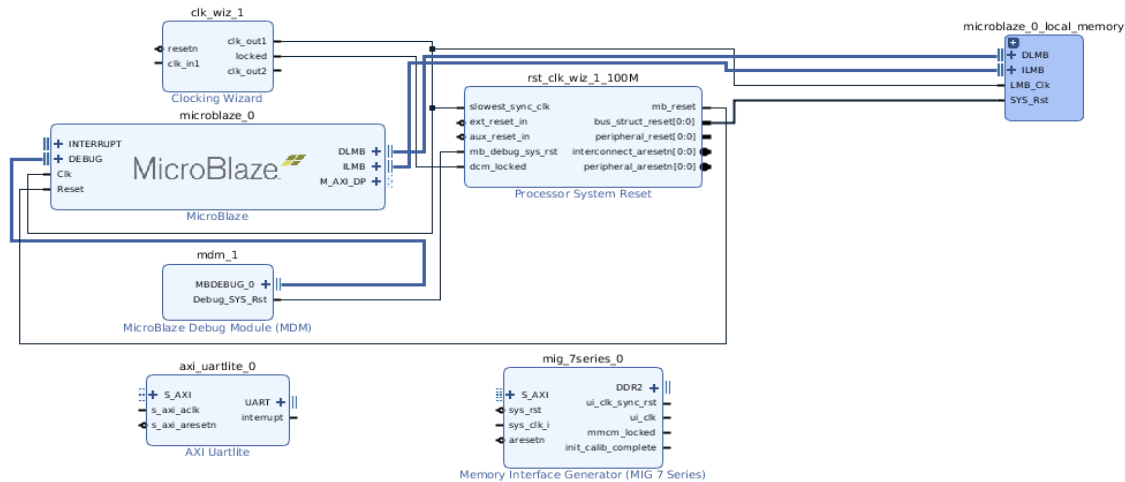 clk_wiz_1
resetn
clk_in1
clk_out1
locked
clk_out2
Clocking Wizard
microblaze_0
INTERRUPT
DEBUG
Clk
Reset
MicroBlaze
DLMB
ILMB
M_AXI_DP
MicroBlaze
rst_clk_wiz_1_100M
slowest_sync_clk
ext_reset_in
aux_reset_in
mb_debug_sys_rst
dcm_locked
mb_reset
bus_struct_reset[0:0]
peripheral_reset[0:0]
interconnect_aresetn[0:0]
peripheral_aresetn[0:0]
Processor System Reset
microblaze_0_local_memory
DLMB
ILMB
LMB_Clk
SYS_Rst
mdm_1
MBDEBUG_0
Debug_SYS_Rst
MicroBlaze Debug Module (MDM)
axi_uartlite_0
S_AXI
s_axi_aclk
s_axi_aresetn
UART
interrupt
AXI Uartlite
mig_7series_0
S_AXI
sys_rst
sys_clk_i
aresetn
DDR2
ui_clk_sync_rst
ui_clk
mmcm_locked
init_calib_complete
Memory Interface Generator (MIG 7 Series)